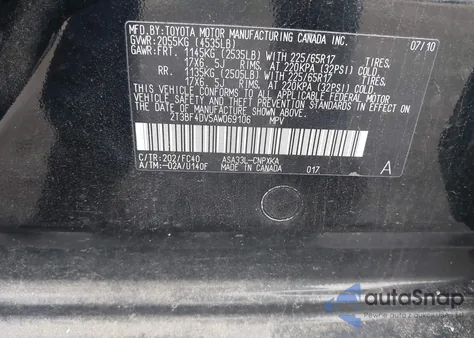 MFD. BY: TOYOTA MOTOR MANUFACTURING CANADA INC.
GVWR: 2055KG (4535LB) 07/10
GAWR: FRT. 1145KG (2535LB) WITH 225/65R17
17X6.5J RIMS. AT 220KPA (32PSI) COLD.
RR. 1135KG (2505LB) WITH 225/65R17
17X6.5J RIMS. AT 220KPA (32PSI) COLD.
THIS VEHICLE CONFORMS TO ALL APPLICABLE
FEDERAL MOTOR VEHICLE SAFETY, BUMPER,
AND THEFT PREVENTION STANDARDS IN EFFECT
ON THE DATE OF MANUFACTURE SHOWN ABOVE.
2T3BF4DV5AW069106 MPV
C/TR:202/FC40 ASA33L-CNPXKA
A/TM:-02A/U140F MADE IN CANADA 017 A
autoSnap